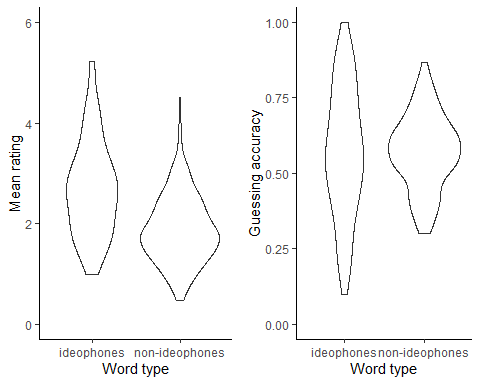 Mean rating
6
4
2
0
ideophones non-ideophones
Word type
Guessing accuracy
1.00
0.75
0.50
0.25
0.00
ideophones non-ideophones
Word type